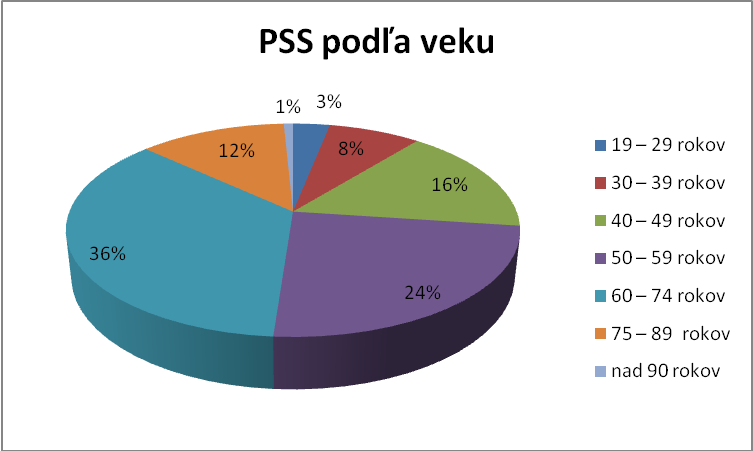 PSS podľa veku
1%
3%
8%
16%
24%
36%
12%
19 – 29 rokov
30 – 39 rokov
40 – 49 rokov
50 – 59 rokov
60 – 74 rokov
75 – 89  rokov
nad 90 rokov